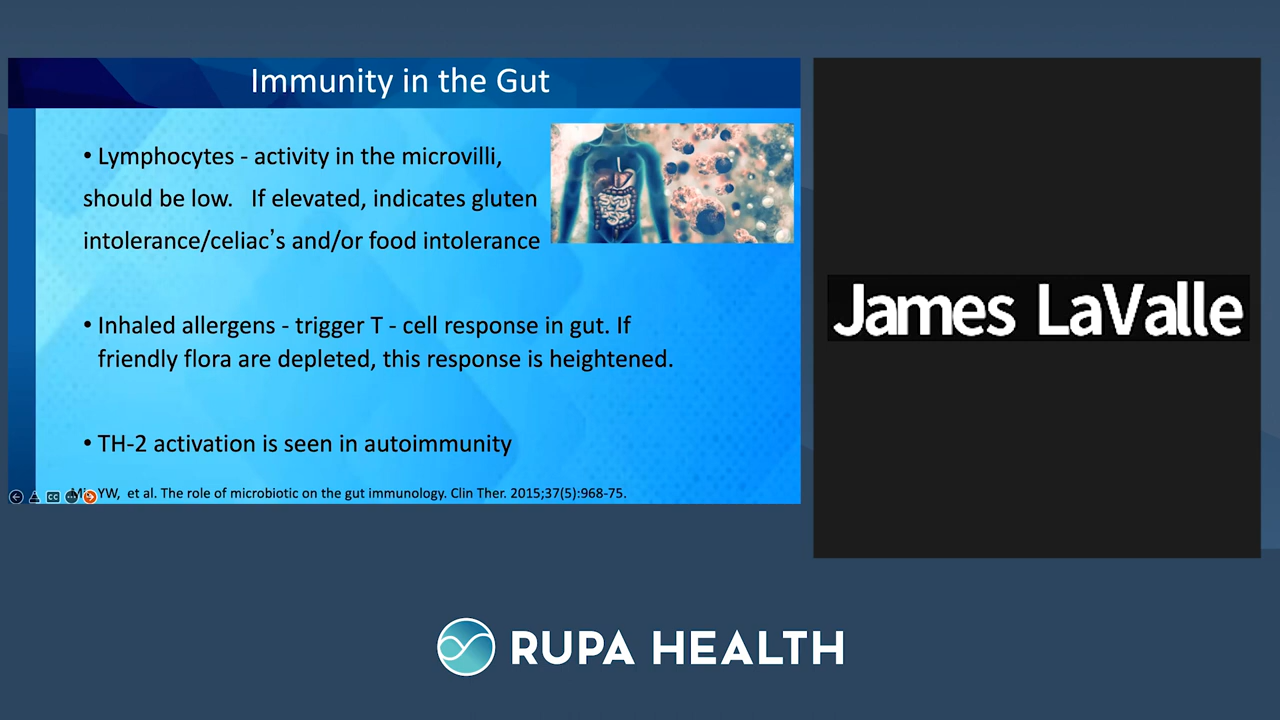 Immunity in the Gut
• Lymphocytes - activity in the microvilli,
should be low. If elevated, indicates gluten
intolerance/celiac’s and/or food intolerance
• Inhaled allergens - trigger T - cell response in gut. If
friendly flora are depleted, this response is heightened.
• TH-2 activation is seen in autoimmunity
YW, et al. The role of microbiotic on the gut immunology. Clin Ther. 2015;37(5):968-75.
CC
James LaValle
RUPA HEALTH